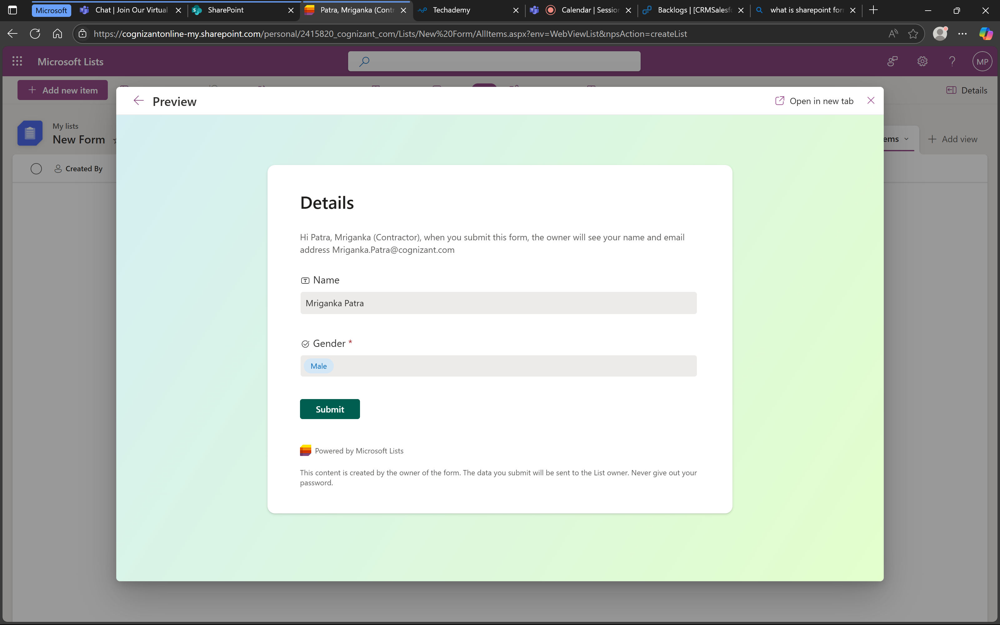 Microsoft
Chat | Join Our Virtual
SharePoint
Patra, Mriganka (Contr
Techademy
Calendar | Session
Backlogs | [CRMSalesfo
what is sharepoint for
https://cognizantonline-my.sharepoint.com/personal/2415820_cognizant_com/Lists/New%20Form/AllItems.aspx?env=WebViewList&npsAction=createList
Microsoft Lists
MP
Add new item
Details
Preview
Open in new tab
My lists
New Form
ems
Add view
Created By
Details
Hi Patra, Mriganka (Contractor), when you submit this form, the owner will see your name and email
address Mriganka.Patra@cognizant.com
Name
Mriganka Patra
Gender *
Male
Submit
Powered by Microsoft Lists
This content is created by the owner of the form. The data you submit will be sent to the List owner. Never give out your
password.